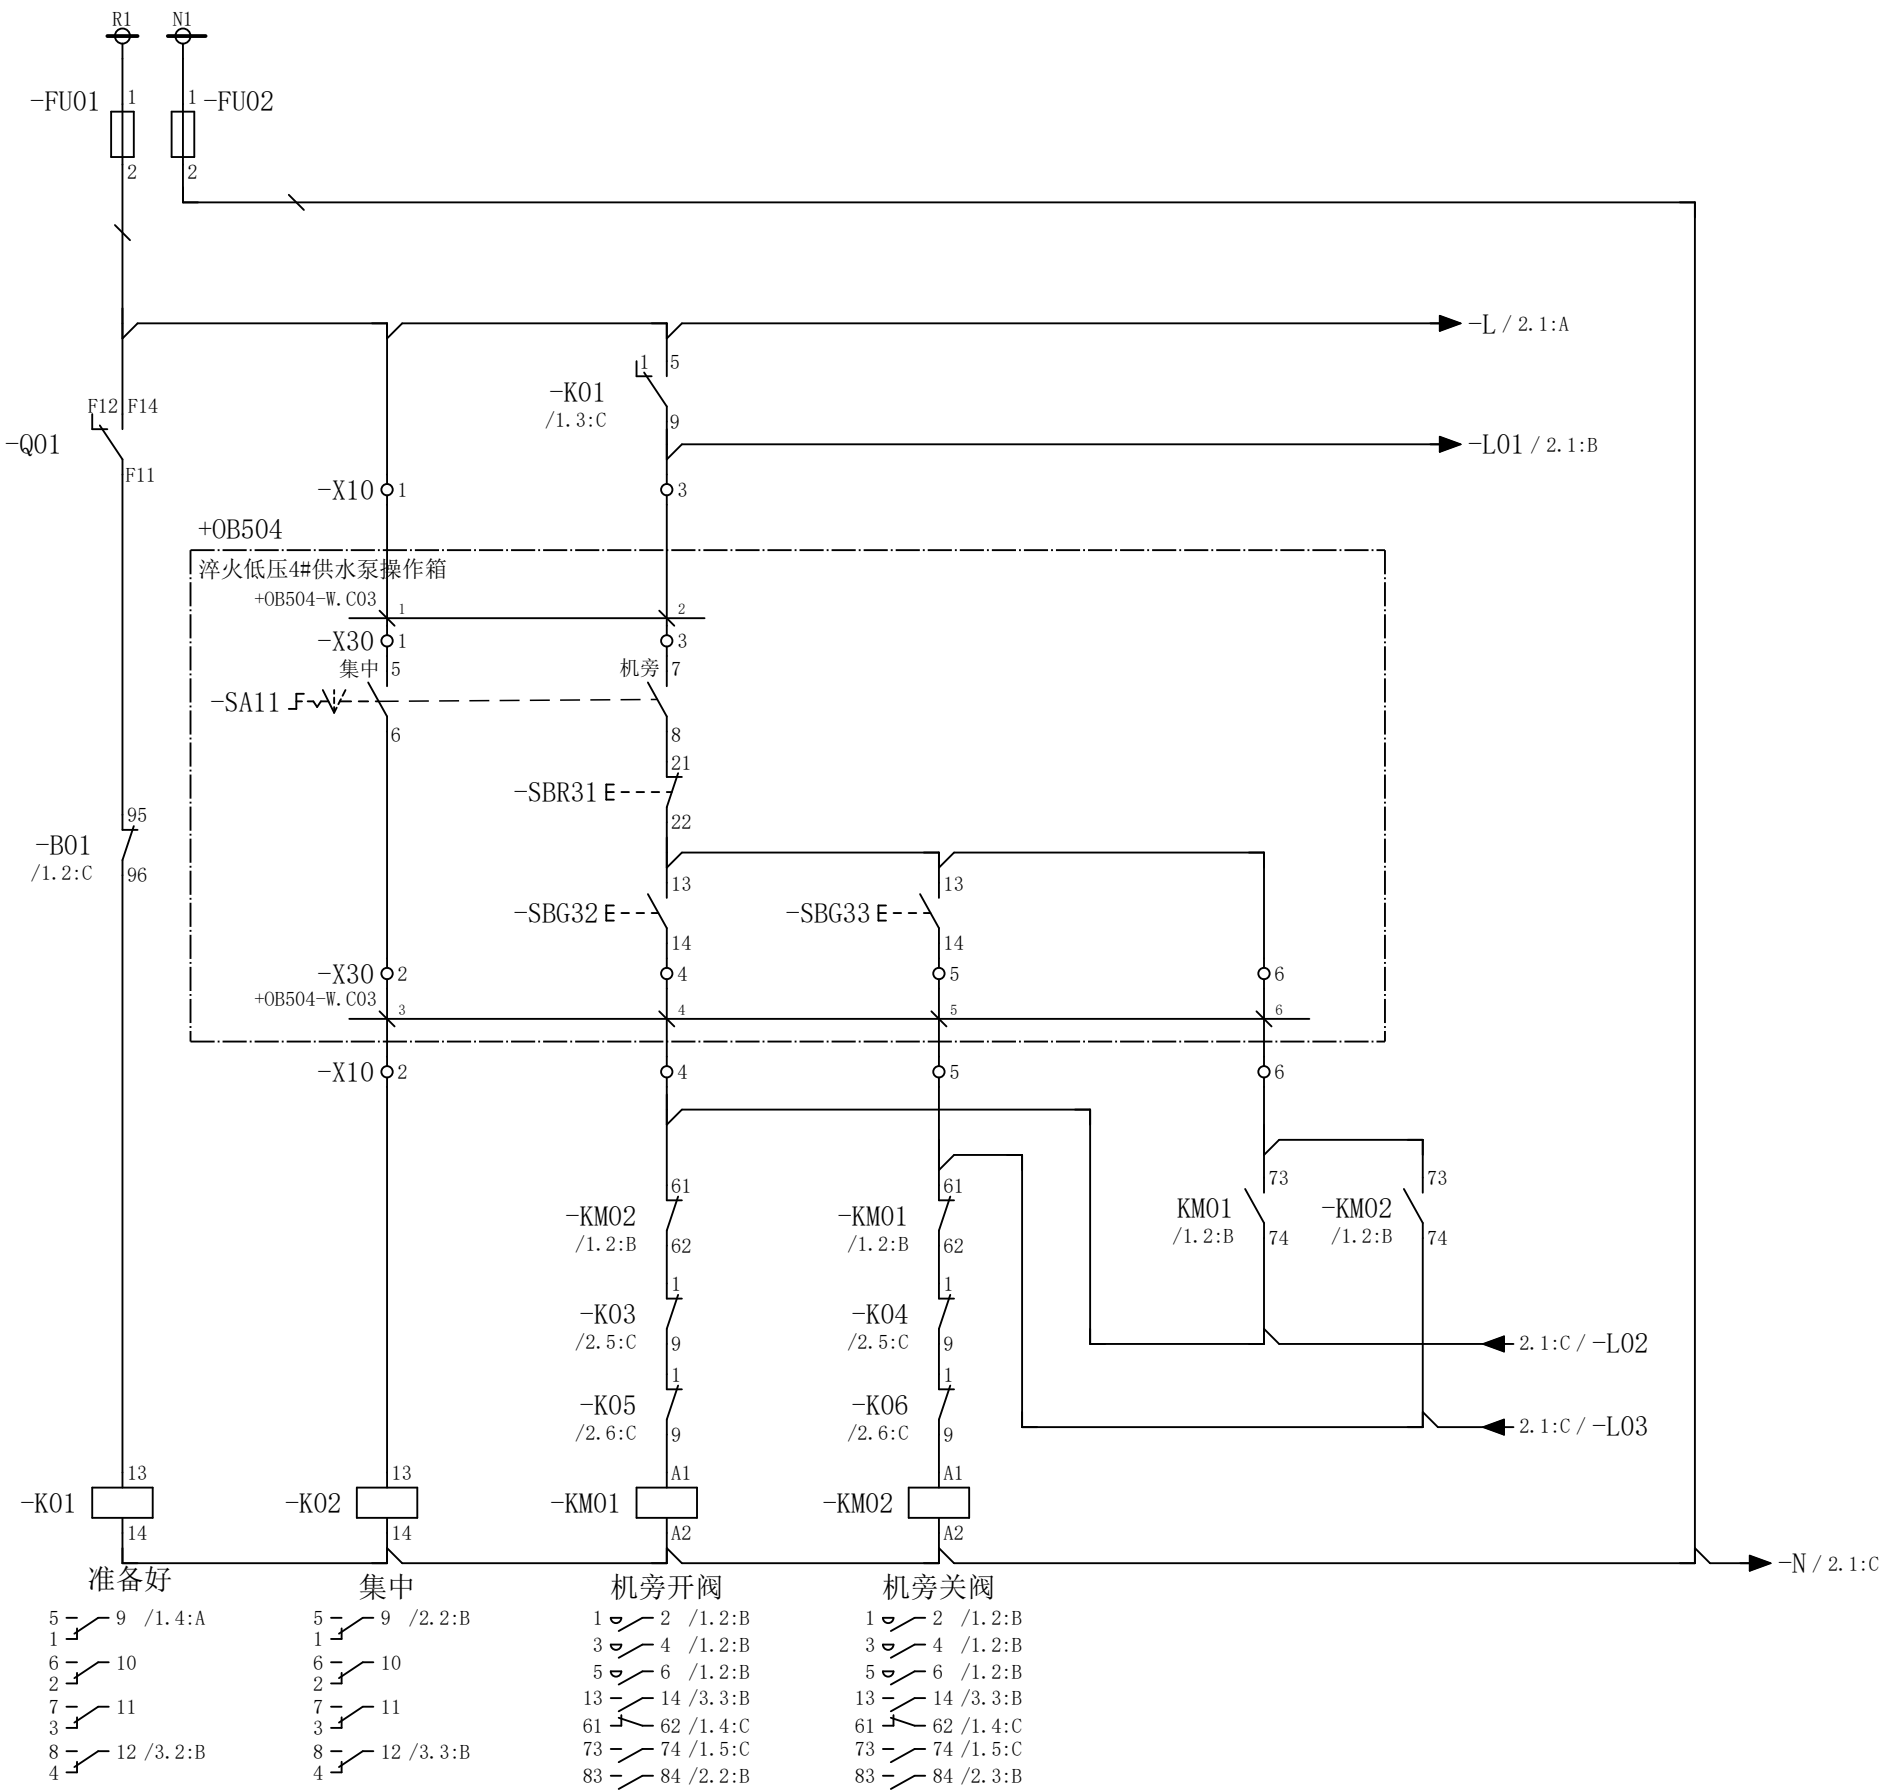 R1 N1
-FU01 1 1 -FU02
2 2
-L / 2.1:A
1 5
-K01
/1.3:C
9
F12 F14
-Q01
F11
-L01 / 2.1:B
-X10 1 3
+OB504
淬火低压4#供水泵操作箱
+OB504-W.C03 1 2
-X30 1 3
集中 5 机旁 7
-SA11
6 8
21
-SBR31
22
95
-B01
/1.2:C 96
13 13
-SBG32 -SBG33
14 14
-X30 2 4 5 6
+OB504-W.C03 3 4 5 6
-X10 2 4 5 6
61 61 73 73
-KM02 -KM01 KM01 -KM02
/1.2:B /1.2:B /1.2:B /1.2:B
62 62 74 74
1 1
-K03 -K04
/2.5:C /2.5:C
9 9
2.1:C / -L02
1 1
-K05 -K06
/2.6:C /2.6:C
9 9
2.1:C / -L03
13 13 A1 A1
-K01 -K02 -KM01 -KM02
14 14 A2 A2
-N / 2.1:C
准备好 集中 机旁开阀 机旁关阀
5 9 /1.4:A
1
6 10
2
7 11
3
8 12 /3.2:B
4
5 9 /2.2:B
1
6 10
2
7 11
3
8 12 /3.3:B
4
1 2 /1.2:B
3 4 /1.2:B
5 6 /1.2:B
13 14 /3.3:B
61 62 /1.4:C
73 74 /1.5:C
83 84 /2.2:B
1 2 /1.2:B
3 4 /1.2:B
5 6 /1.2:B
13 14 /3.3:B
61 62 /1.4:C
73 74 /1.5:C
83 84 /2.3:B